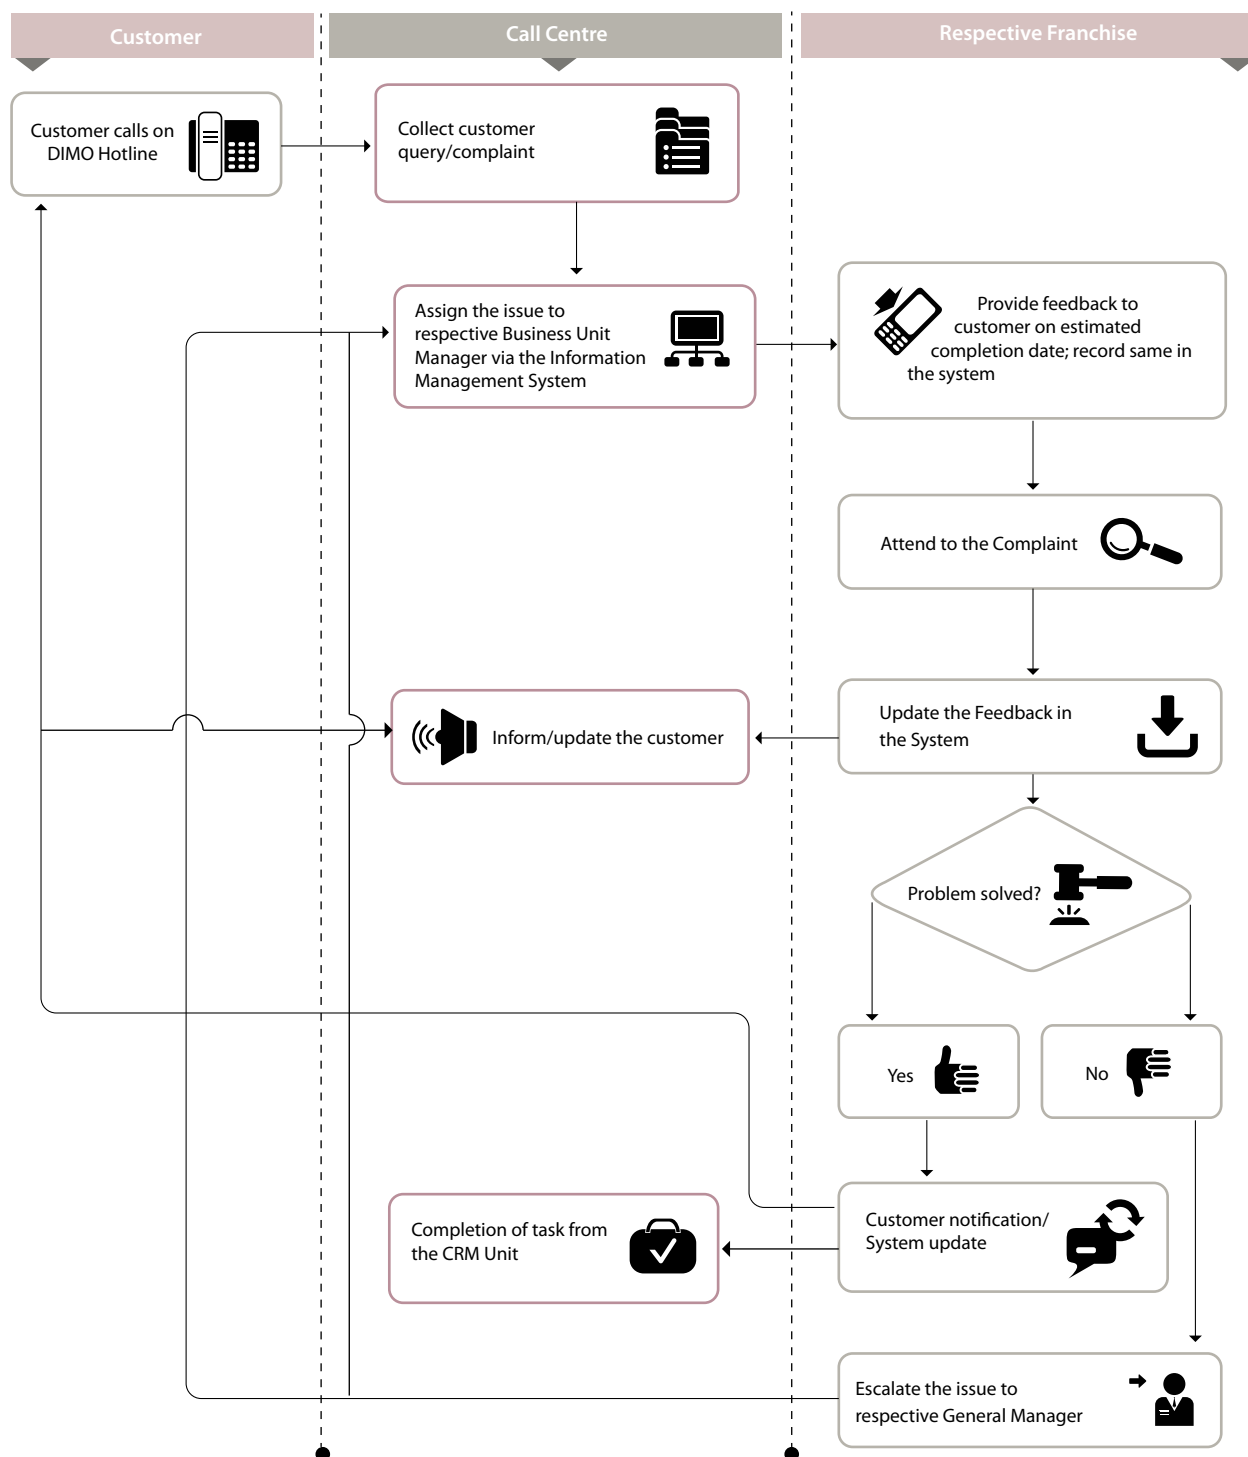 Customer
Call Centre
Respective Franchise
Customer calls on
DIMO Hotline
Collect customer
query/complaint
Assign the issue to
respective Business Unit
Manager via the Information
Management System
Provide feedback to
customer on estimated
completion date; record same in
the system
Attend to the Complaint
Inform/update the customer
Update the Feedback in
the System
Problem solved?
Yes
No
Completion of task from
the CRM Unit
Customer notification/
System update
Escalate the issue to
respective General Manager